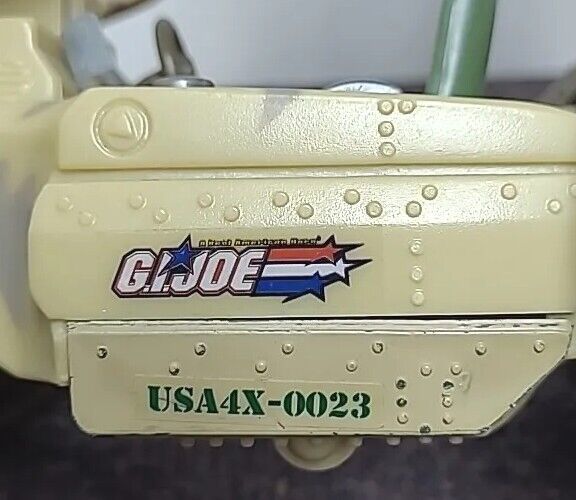 A Real American Hero
G.I.JOE
USA4X-0023